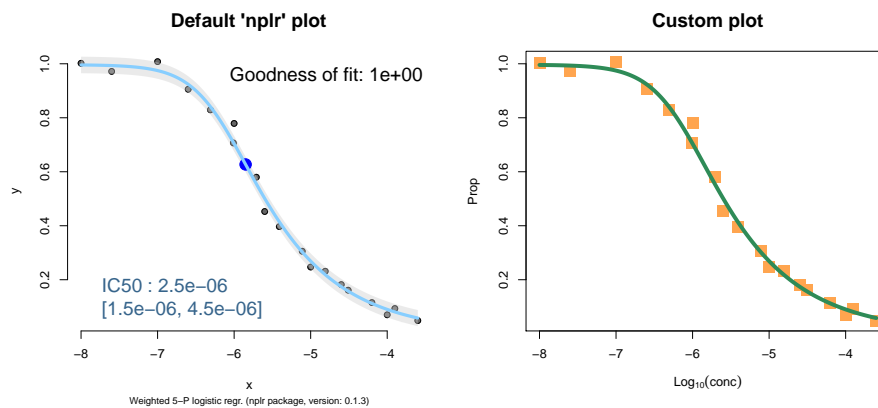 Default 'nplr' plot
Goodness of fit: 1e+00
y
1.0
0.8
0.6
0.4
0.2
IC50 : 2.5e-06
[1.5e-06, 4.5e-06]
−8
−7
−6
−5
−4
x
Weighted 5−P logistic regr. (nplr package, version: 0.1.3)
Custom plot
Prop
1.0
0.8
0.6
0.4
0.2
−8
−7
−6
−5
−4
Log₁₀(conc)